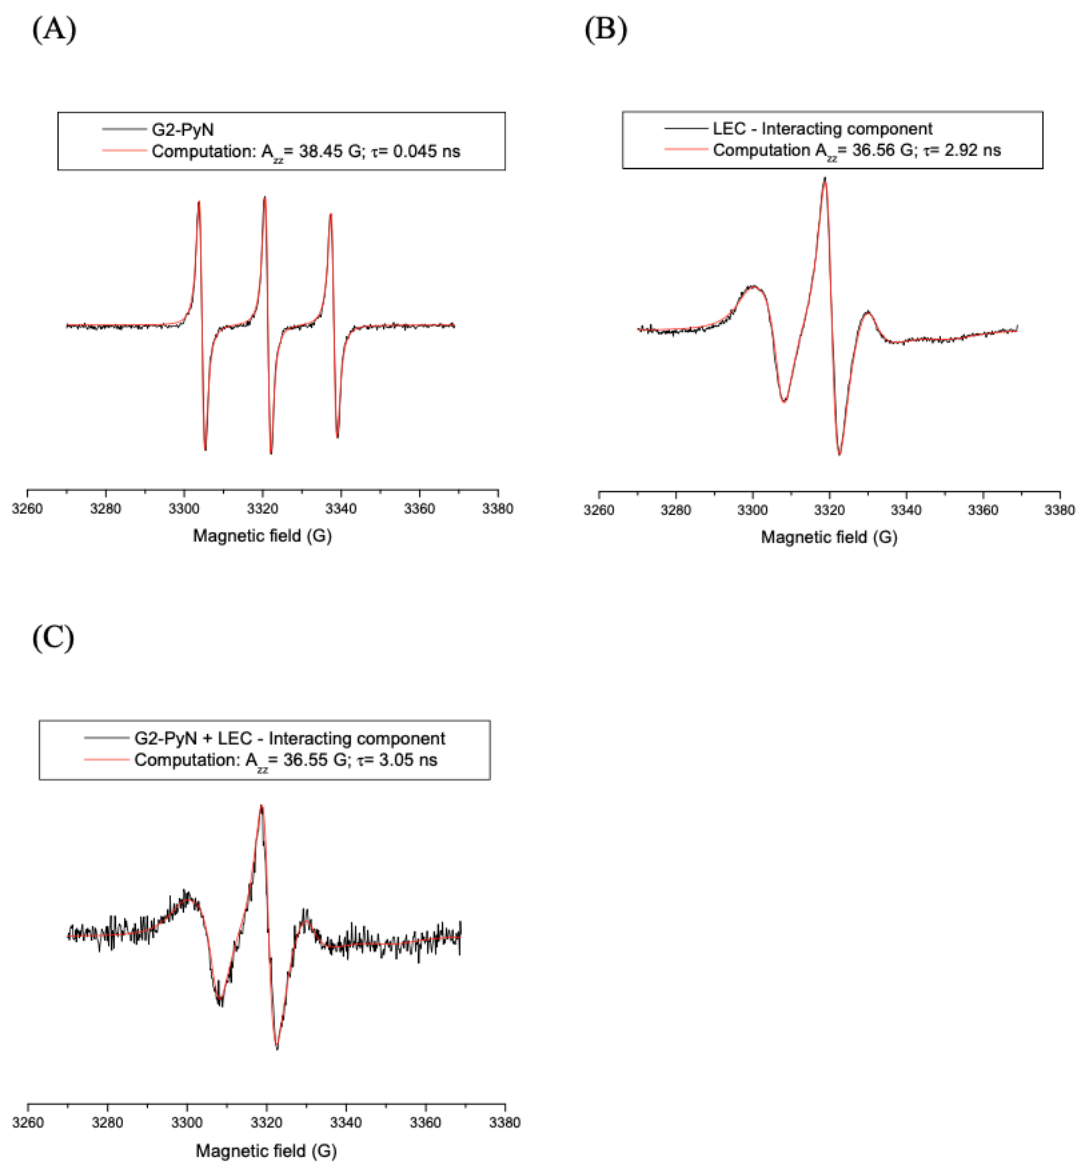 (A)
(B)
G2-PyN
Computation: Azz= 38.45 G; τ= 0.045 ns
LEC - Interacting component
Computation Azz= 36.56 G; τ= 2.92 ns
3260 3280 3300 3320 3340 3360 3380
Magnetic field (G)
3260 3280 3300 3320 3340 3360 3380
Magnetic field (G)
(C)
G2-PyN + LEC - Interacting component
Computation: Azz= 36.55 G; τ= 3.05 ns
3260 3280 3300 3320 3340 3360 3380
Magnetic field (G)